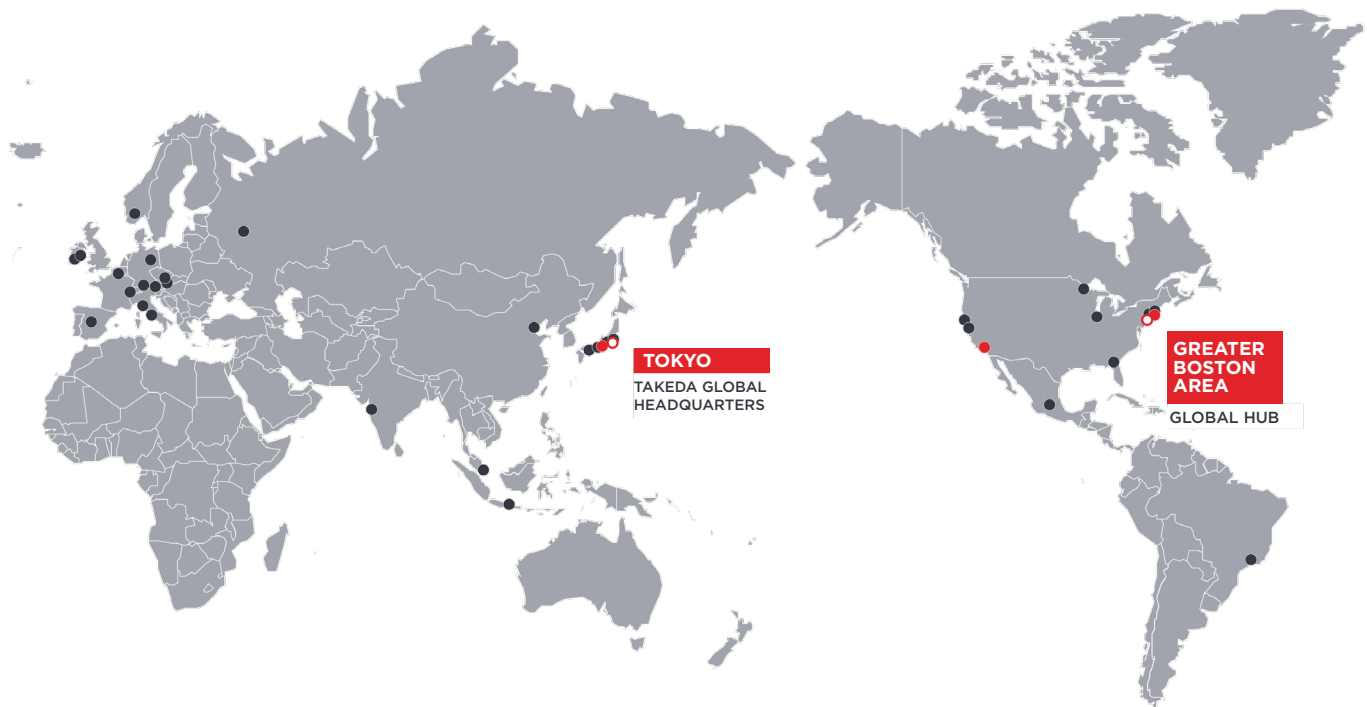 TOKYO
TAKEDA GLOBAL
HEADQUARTERS
GREATER
BOSTON
AREA
GLOBAL HUB